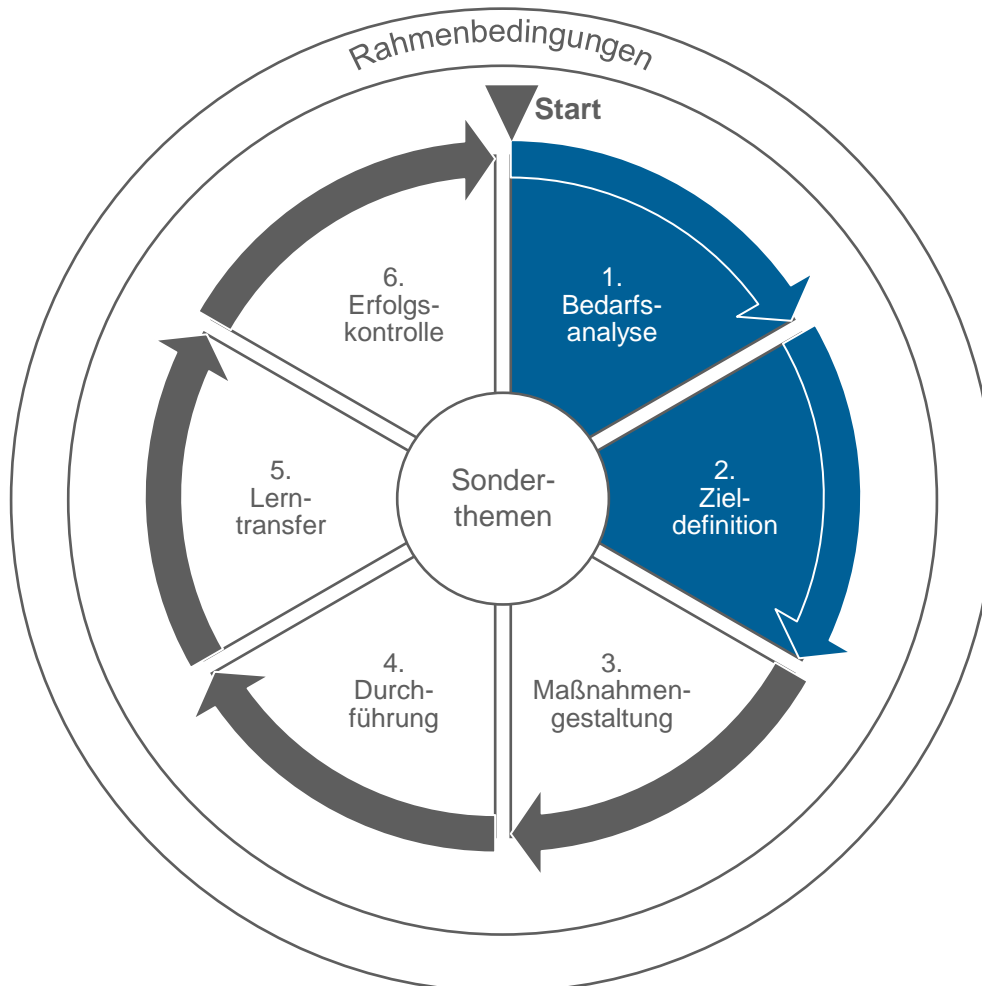 Rahmenbedingungen
Start
1.
Bedarfs-
analyse
2.
Ziel-
definition
3.
Maßnahmen-
gestaltung
4.
Durch-
führung
5.
Lern-
transfer
6.
Erfolgs-
kontrolle
Sonder-
themen